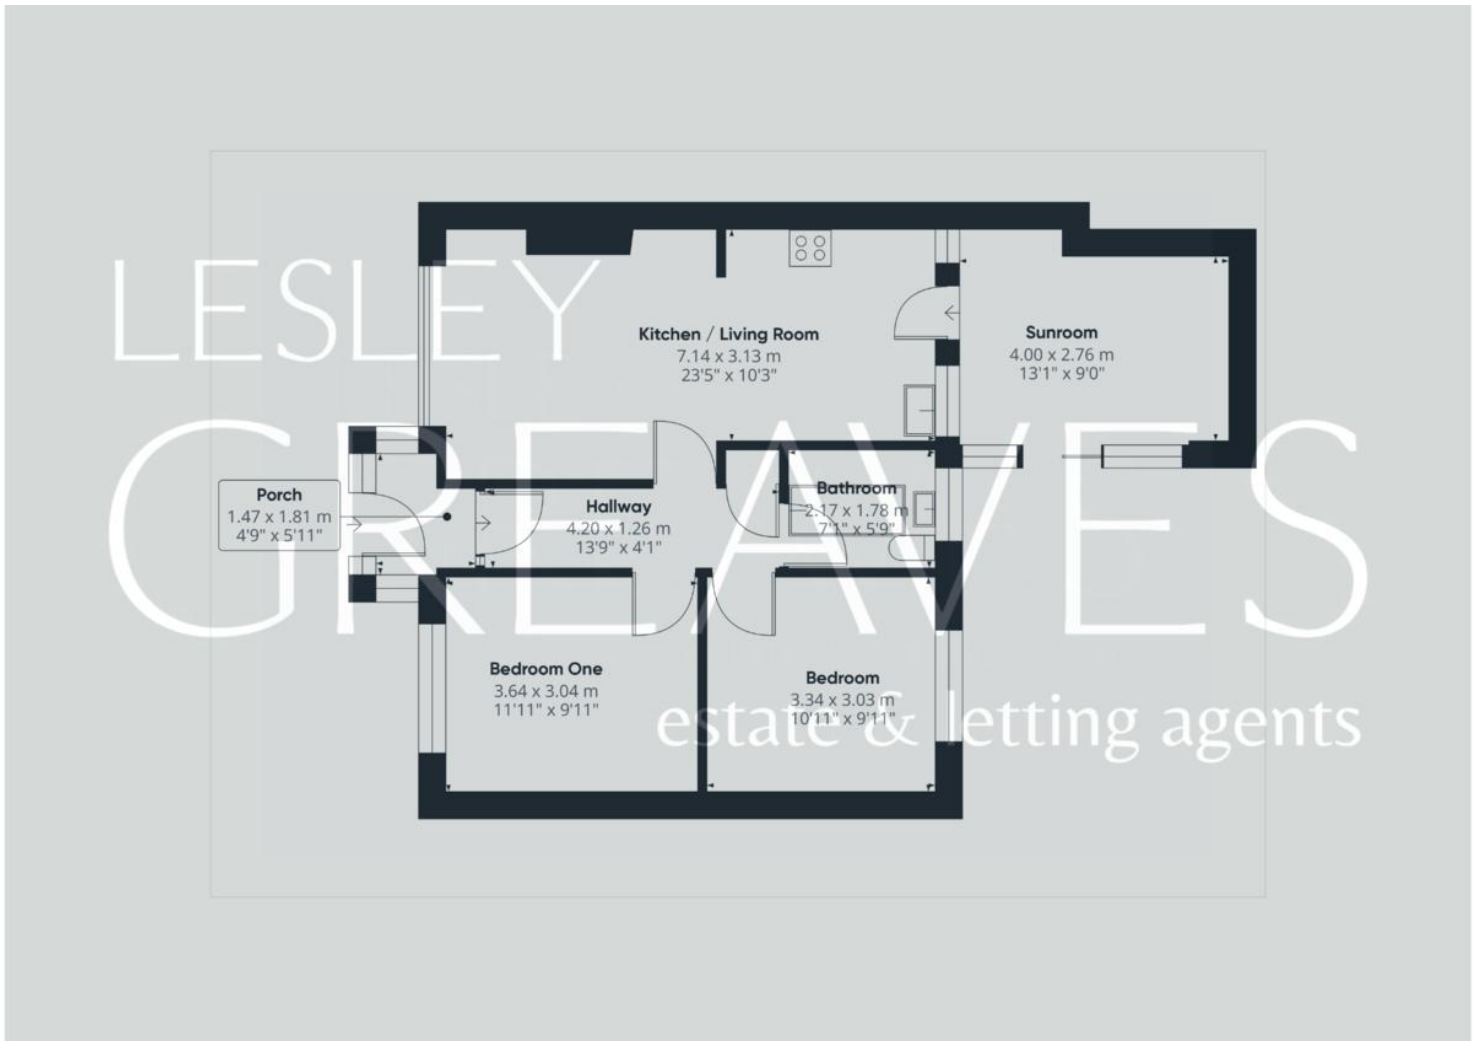 LESLEY
GREAVES
estate & letting agents
Kitchen / Living Room
7.14 x 3.13 m
23'5" x 10'3"
Sunroom
4.00 x 2.76 m
13'1" x 9'0"
Porch
1.47 x 1.81 m
4'9" x 5'11"
Hallway
4.20 x 1.26 m
13'9" x 4'1"
Bathroom
2.17 x 1.78 m
7'1" x 5'9"
Bedroom One
3.64 x 3.04 m
11'11" x 9'11"
Bedroom
3.34 x 3.03 m
10'11" x 9'11"